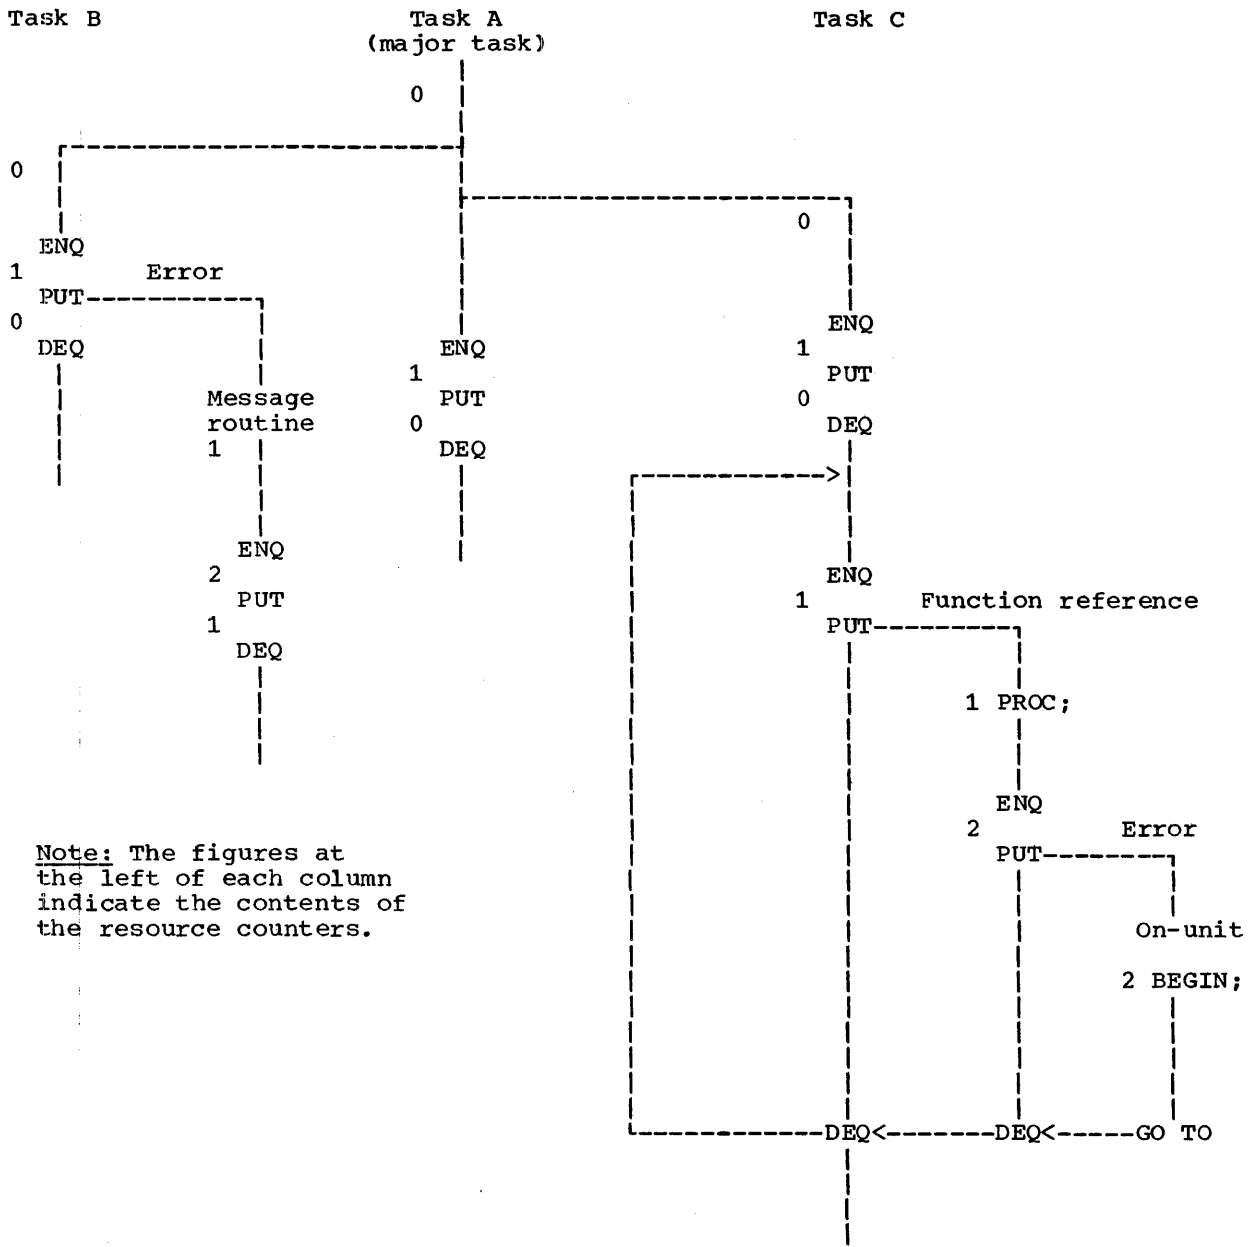 Task B Task A Task C
(major task)
0
0
0
ENQ
1 Error
PUT
0
DEQ
Message
routine
1
ENQ
2
PUT
1
DEQ
ENQ
1
PUT
0
DEQ
ENQ
1
PUT
0
DEQ
ENQ
1 Function reference
PUT
1 PROC;
ENQ
2 Error
PUT
On-unit
2 BEGIN;
DEQ DEQ GO TO
Note: The figures at
the left of each column
indicate the contents of
the resource counters.